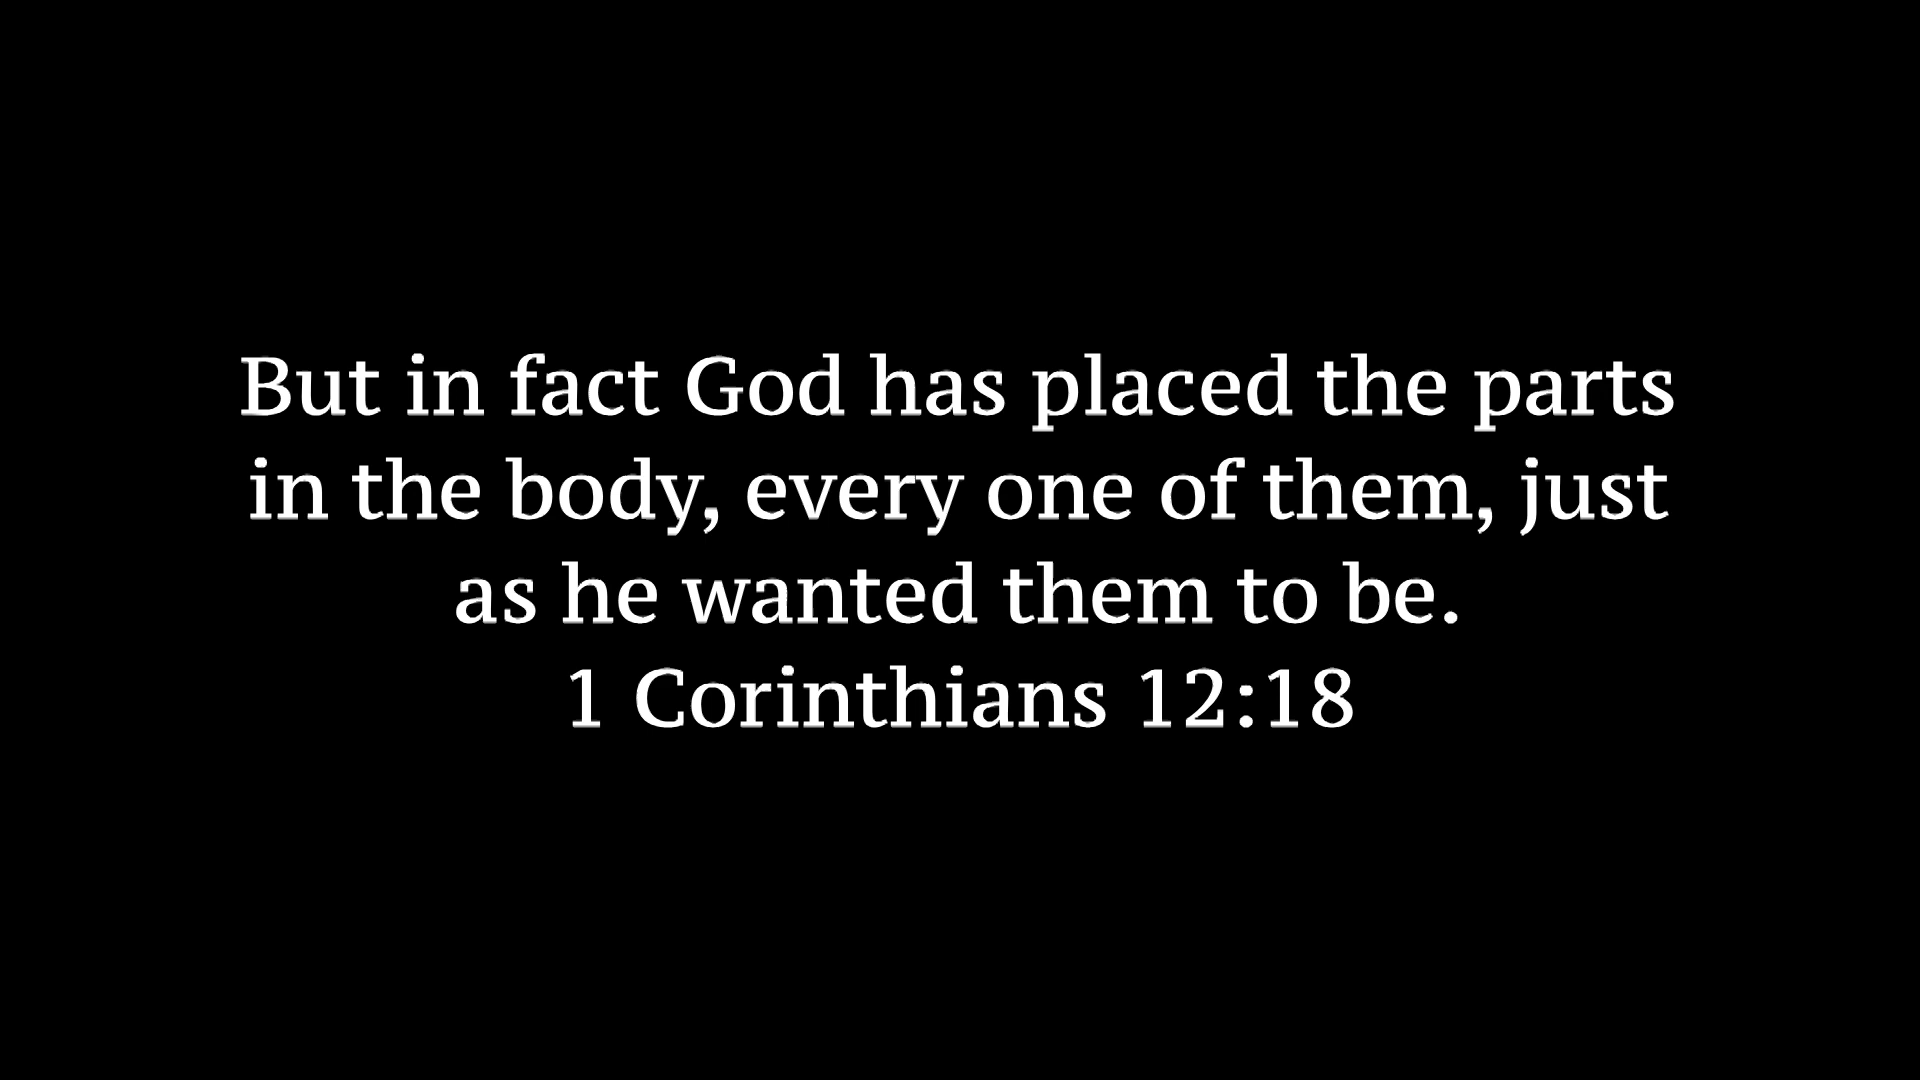 But in fact God has placed the parts
in the body, every one of them, just
as he wanted them to be.
1 Corinthians 12:18